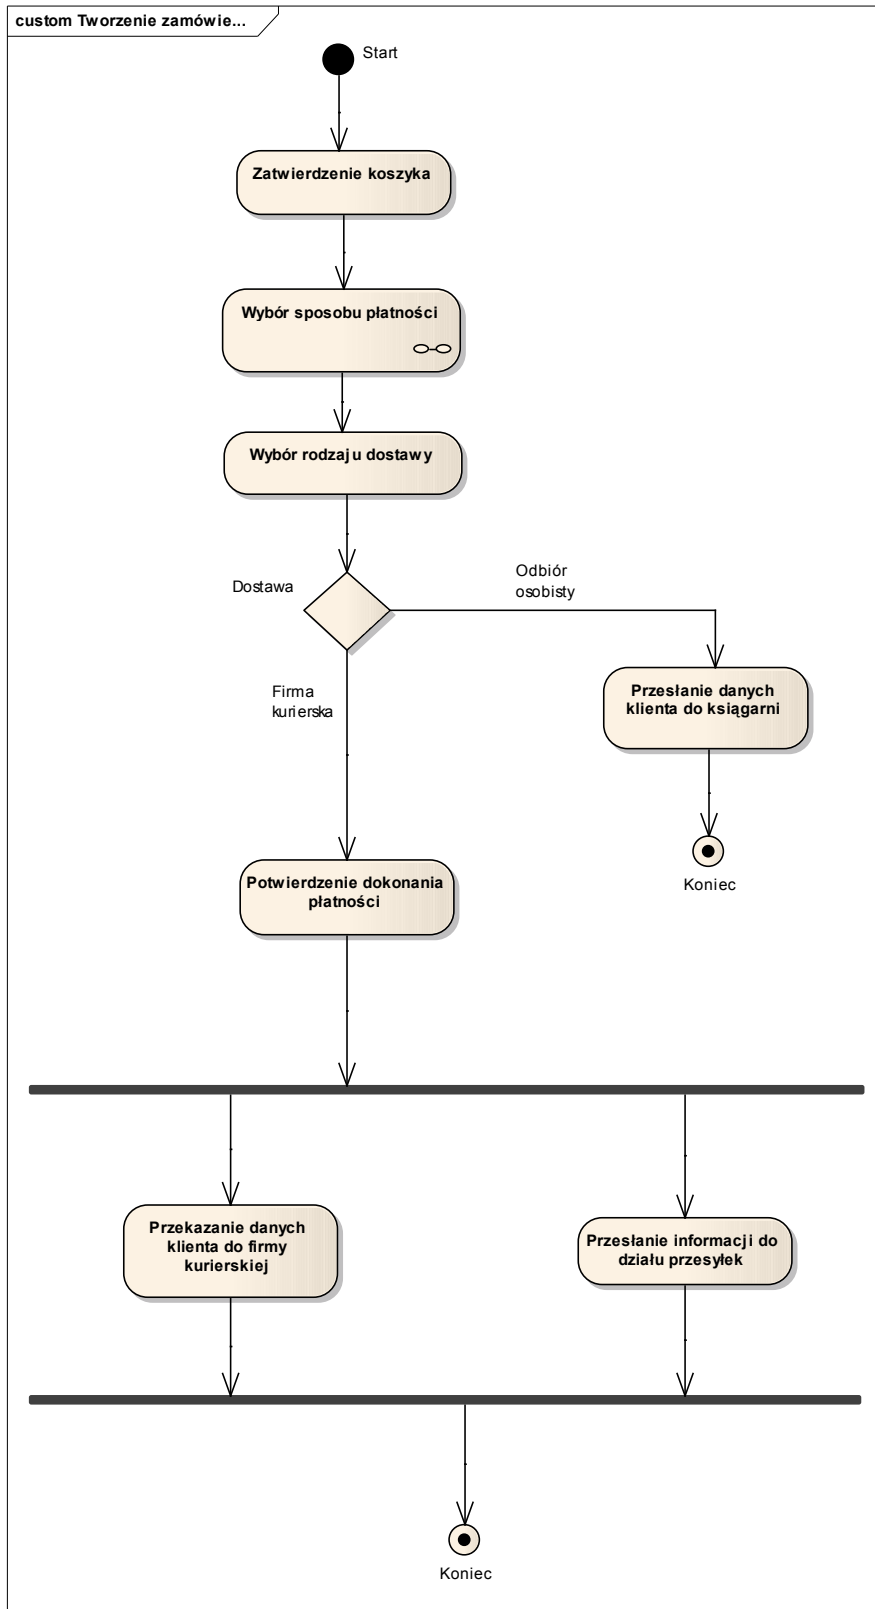 custom Tworzenie zamówie...
Start
Zatwierdzenie koszyka
Wybór sposobu płatności
Wybór rodzaju dostawy
Dostawa
Odbiór
osobisty
Firma
kurierska
Przesłanie danych
klienta do księgarni
Koniec
Potwierdzenie dokonania
płatności
Przekazanie danych
klienta do firmy
kurierskiej
Przesłanie informacji do
działu przesyłek
Koniec